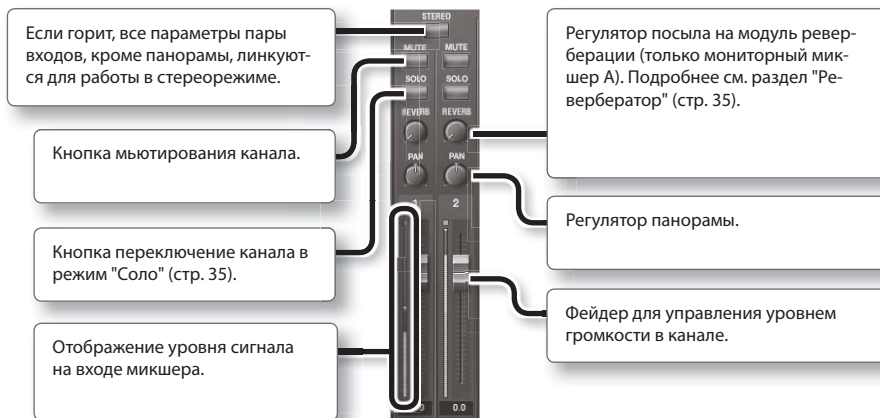 Если горит, все параметры пары
входов, кроме панорамы, линкуют-
ся для работы в стереорежиме.
Кнопка мьютирования канала.
Кнопка переключение канала в
режим "Соло" (стр. 35).
Отображение уровня сигнала
на входе микшера.
STEREO
MUTE MUTE
SOLO SOLO
REVERB REVERB
PAN PAN
1 2
0.0
Регулятор посыла на модуль ревер-
берации (только мониторный мик-
шер A). Подробнее см. раздел "Ре-
вербератор" (стр. 35).
Регулятор панорамы.
Фейдер для управления уровнем
громкости в канале.